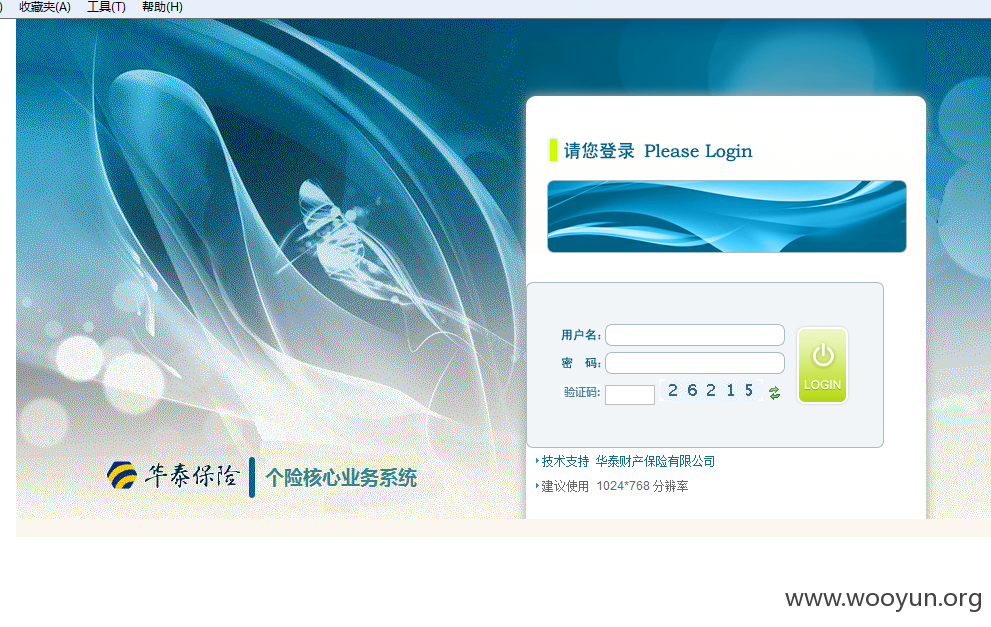 ) 收藏夹(A) 工具(T) 帮助(H)
请您登录 Please Login
用户名:
密 码:
LOGIN
验证码: 26215
华泰保险 个险核心业务系统
技术支持 华泰财产保险有限公司
建议使用 1024*768 分辨率
www.wooyun.org